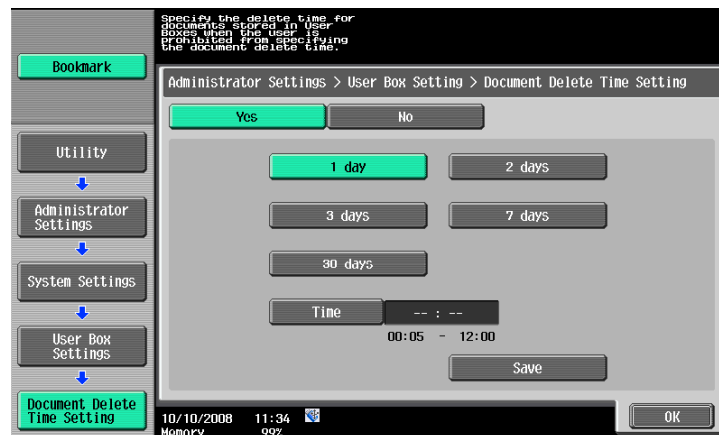 Specify the delete time for
documents stored in User
Boxes when the user is
prohibited from specifying
the document delete time.
Bookmark
Administrator Settings > User Box Setting > Document Delete Time Setting
Yes No
Utility
1 day 2 days
Administrator
Settings
3 days 7 days
System Settings
30 days
Time -- : --
00:05 - 12:00
User Box
Settings
Save
Document Delete
Time Setting
10/10/2008 11:34
Memory 99%
OK